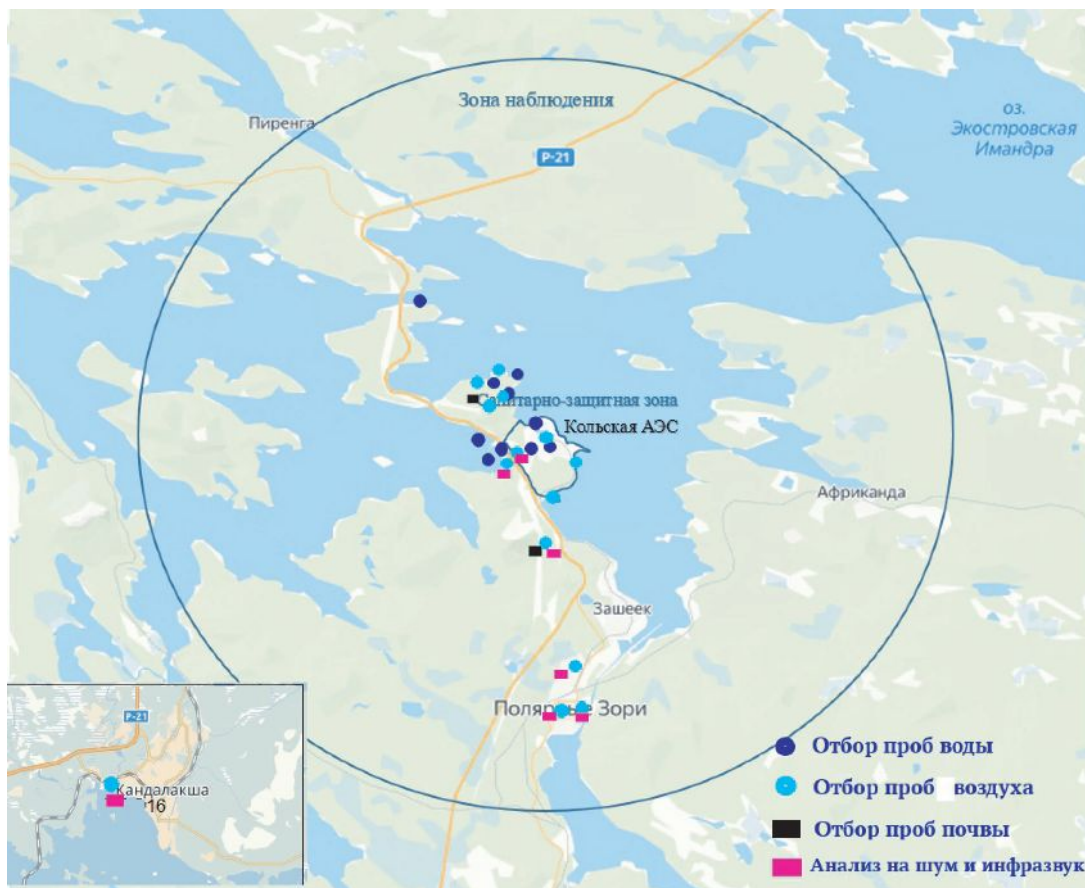 Зона наблюдения
Пиренга
Р-21
оз.
Экостровская
Имандра
Санитарно-защитная зона
Кольская АЭС
Африканда
Зашеек
Полярные Зори
Р-21
Кандалакша
16
Отбор проб воды
Отбор проб воздуха
Отбор проб почвы
Анализ на шум и инфразвук